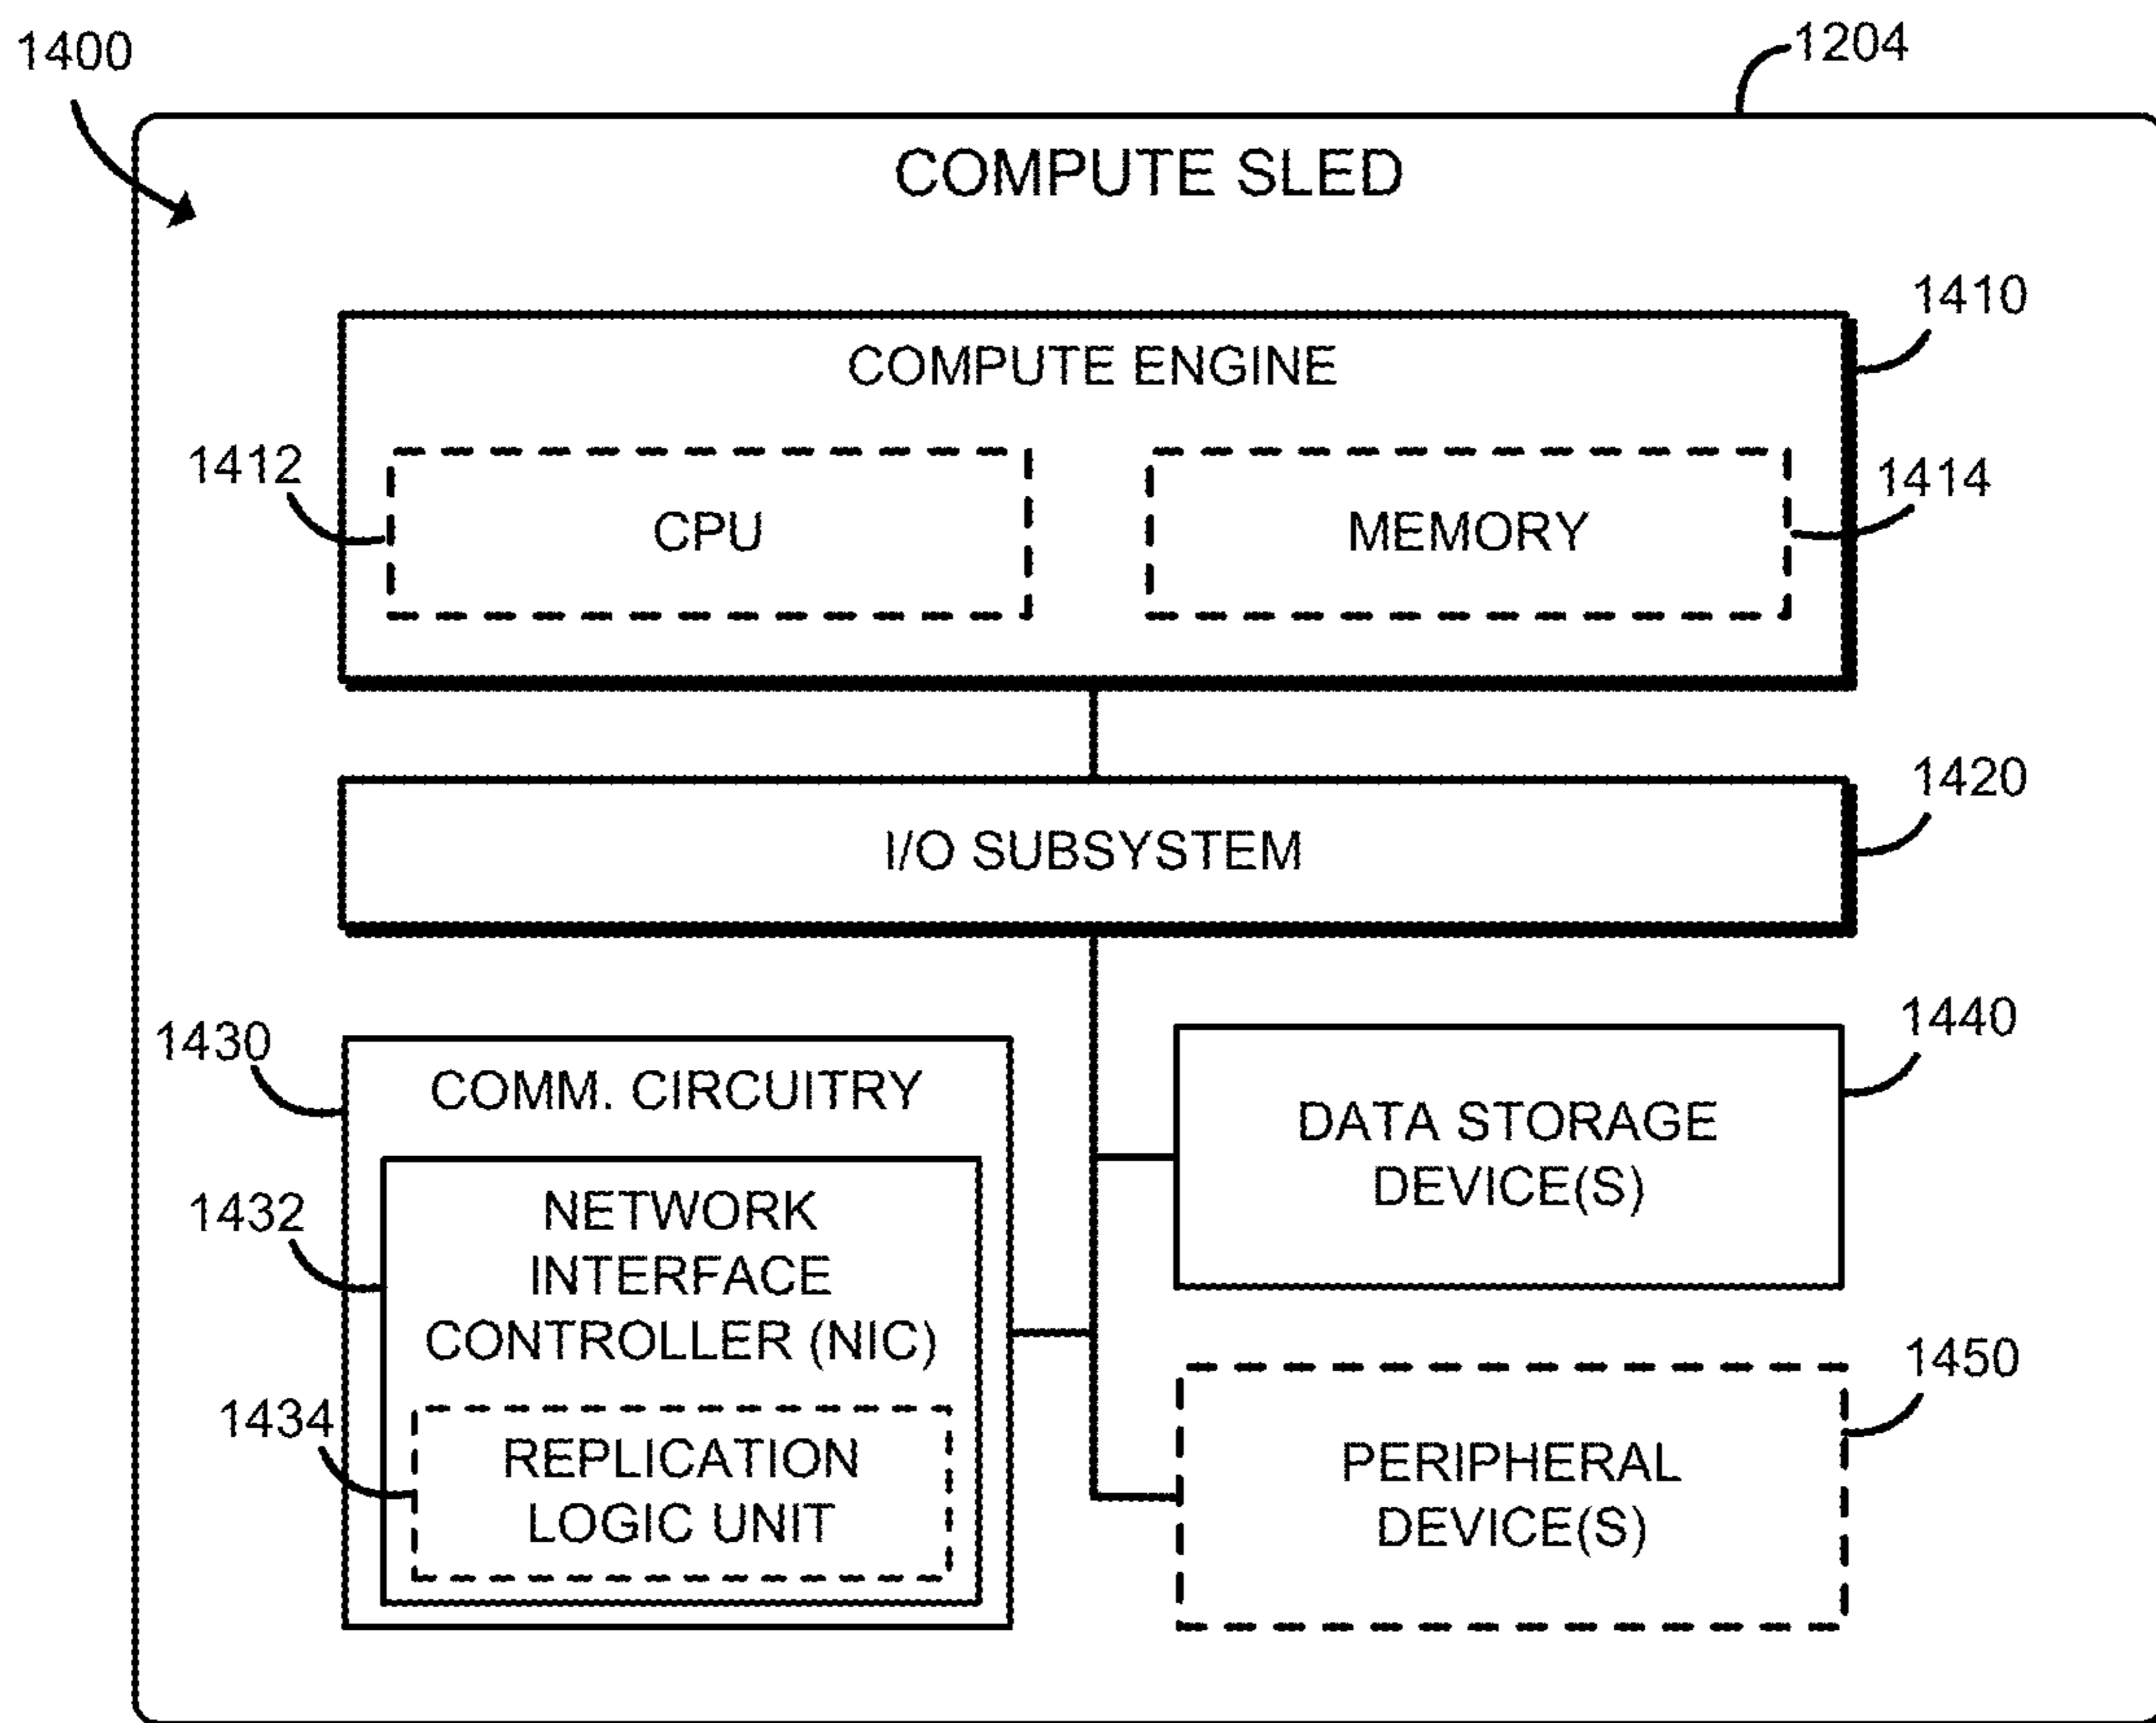 1400
1204
COMPUTE SLED
1410
COMPUTE ENGINE
1412
CPU
MEMORY
1414
1420
I/O SUBSYSTEM
1430
COMM. CIRCUITRY
1432
NETWORK
INTERFACE
CONTROLLER (NIC)
1434
REPLICATION
LOGIC UNIT
1440
DATA STORAGE
DEVICE(S)
1450
PERIPHERAL
DEVICE(S)